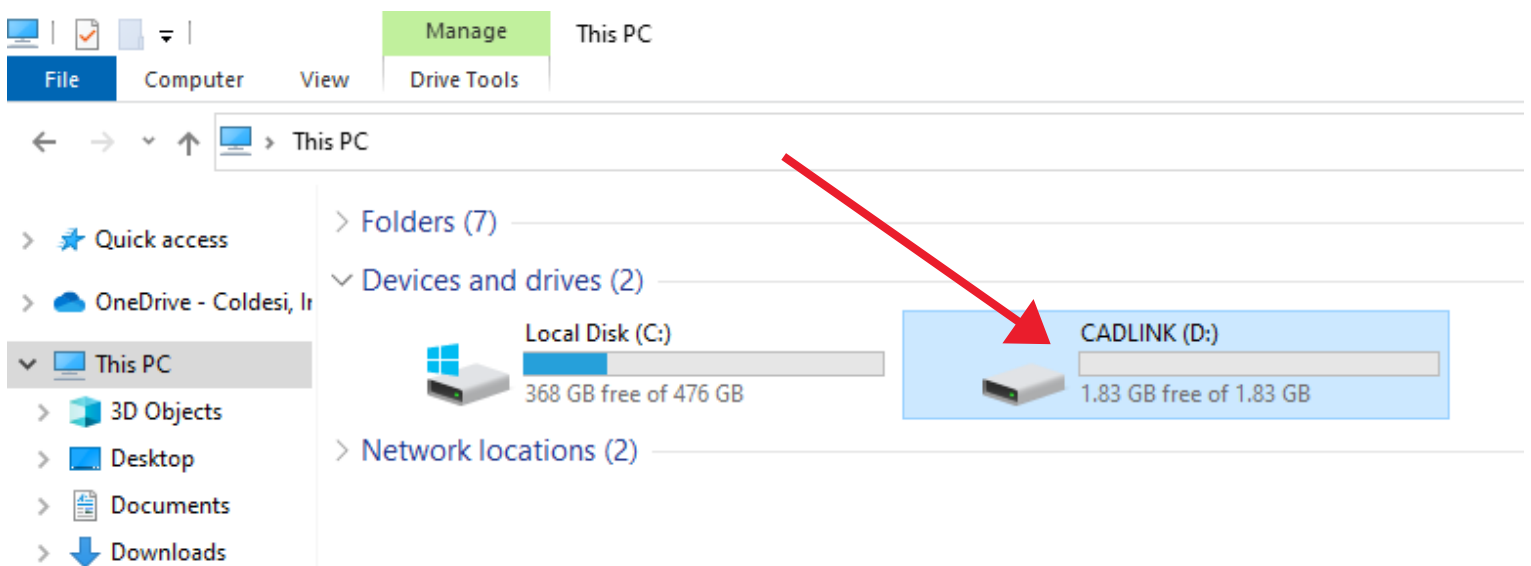 Manage This PC
File Computer View Drive Tools
This PC
Quick access
OneDrive - Coldesi, Ir
This PC
3D Objects
Desktop
Documents
Downloads
Folders (7)
Devices and drives (2)
Local Disk (C:)
368 GB free of 476 GB
CADLINK (D:)
1.83 GB free of 1.83 GB
Network locations (2)